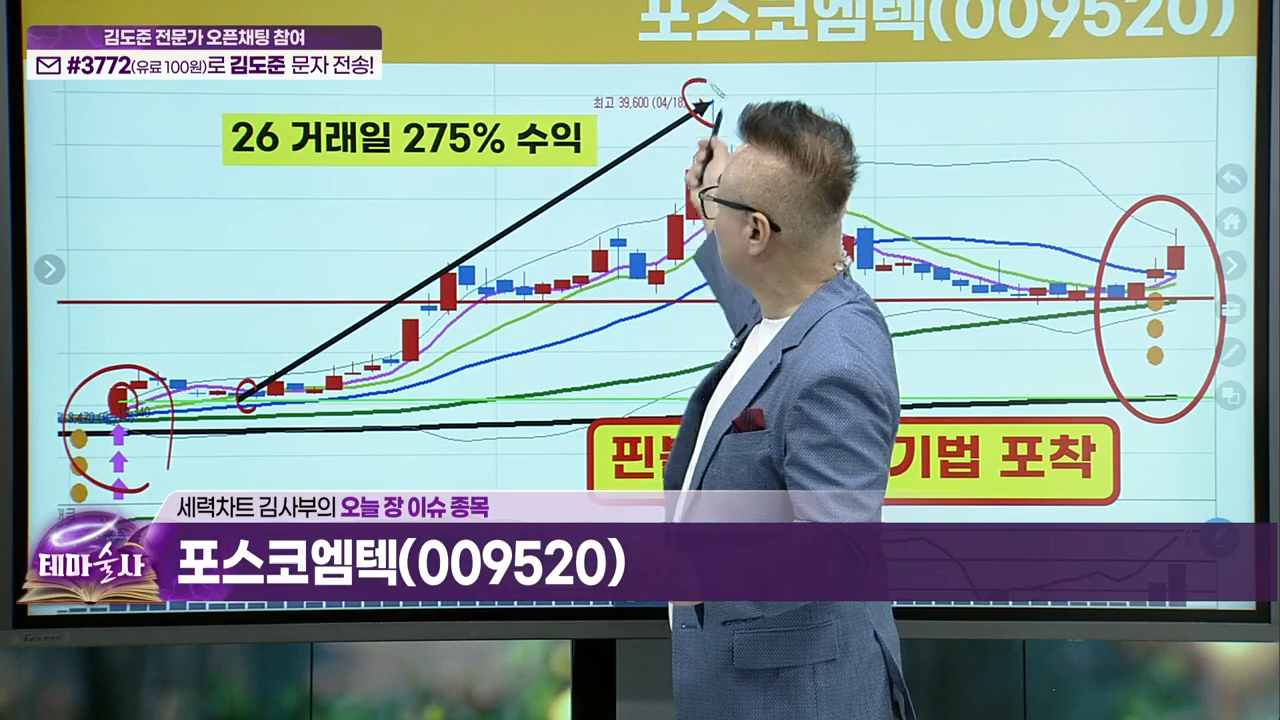 포스코엠텍(009520)
김도준 전문가 오픈채팅 참여
#3772(유료 100원)로 김도준 문자 전송!
최고 39,600 (04/18
26 거래일 275% 수익
기법 포착
세력차트 김사부의 오늘 장 이슈 종목
테마술사
포스코엠텍(009520)